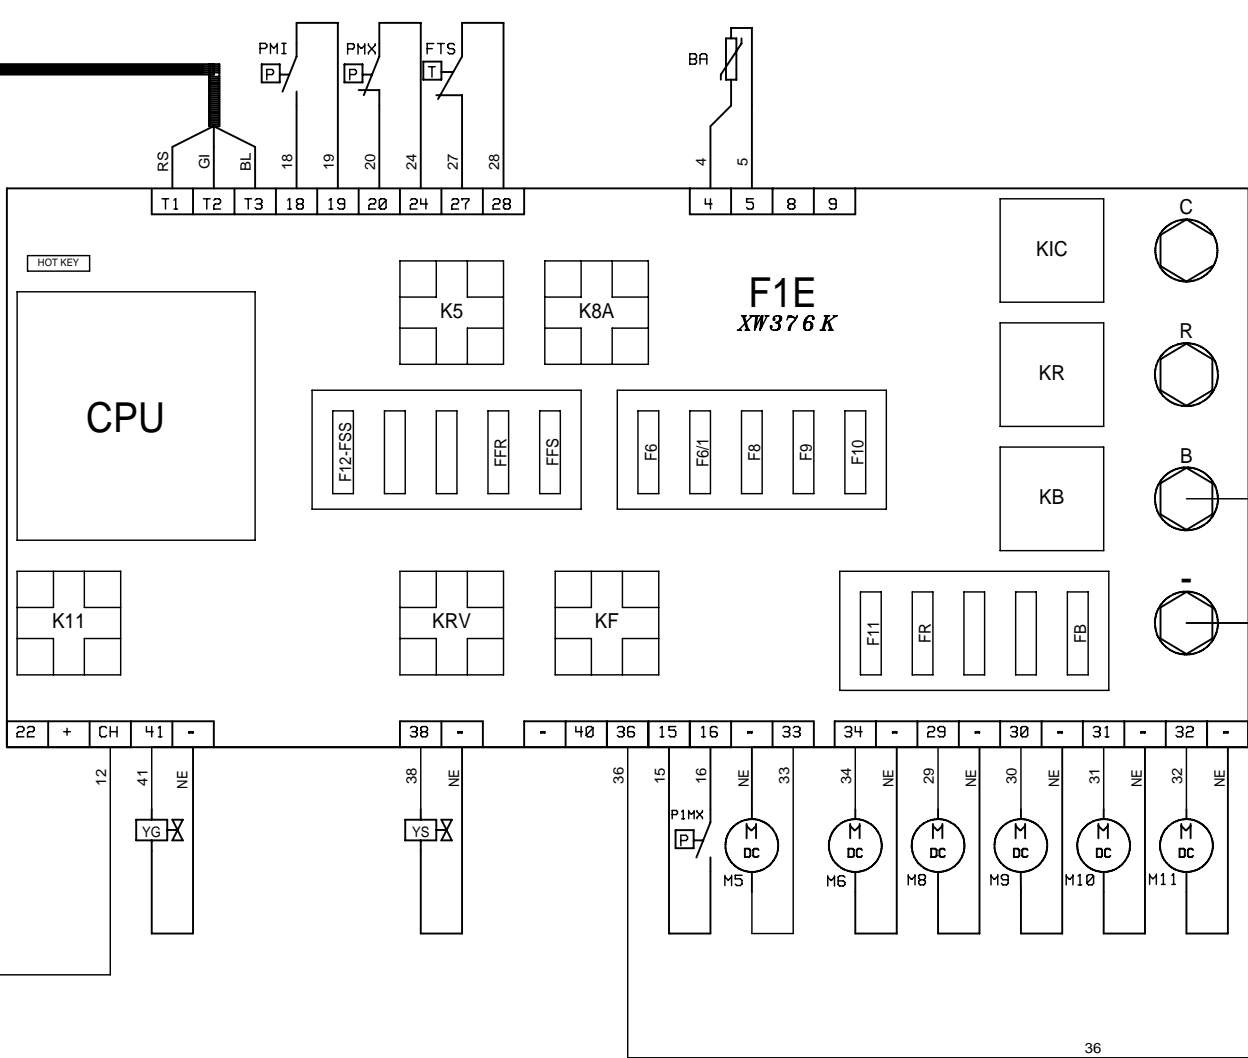 PMI PMX FTS BA
P P T
RS GI BL 18 19 20 24 27 28 4 5
T1 T2 T3 18 19 20 24 27 28 4 5 8 9
C
HOT KEY
KIC
K5 K8A F1E
XW376K
R
KR
CPU
F12-FSS FFR FFS F6 F6/1 F8 F9 F10
B
KB
-
K11 KRV KF F11 FR FB
22 + CH 41 - 38 - - 40 36 15 16 - 33 34 - 29 - 30 - 31 - 32 -
12 41 NE 38 NE 36 15 16 NE 33 34 NE 29 NE 30 NE 31 NE 32 NE
P1MX
YG YS P M M M M M M
DC DC DC DC DC DC
M5 M6 M8 M9 M10 M11
36